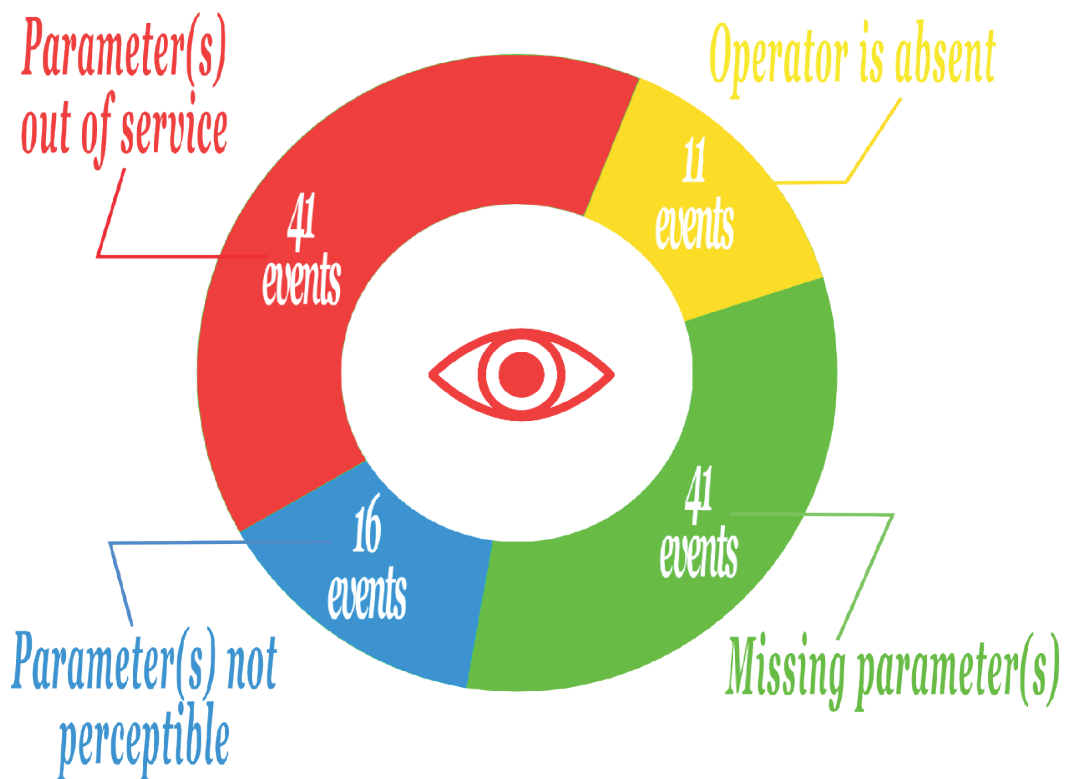 Parameter(s)
out of service
Operator is absent
11
events
41
events
41
events
16
events
Parameter(s) not
perceptible
Missing parameter(s)